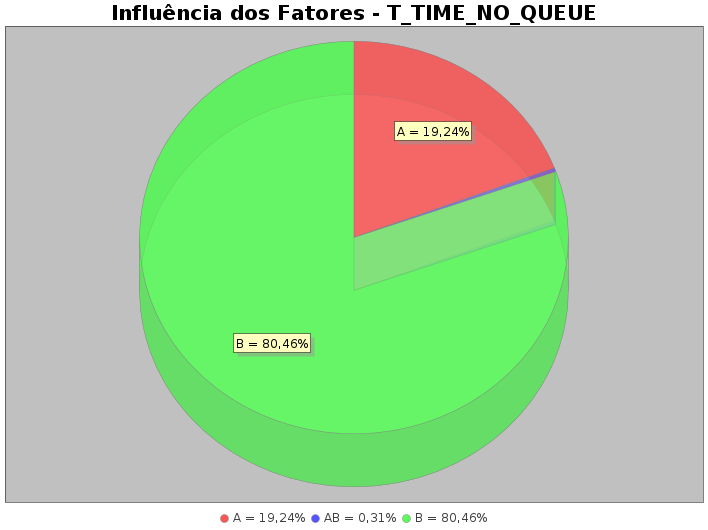 Influência dos Fatores - T_TIME_NO_QUEUE
A = 19,24%
B = 80,46%
A = 19,24% AB = 0,31% B = 80,46%